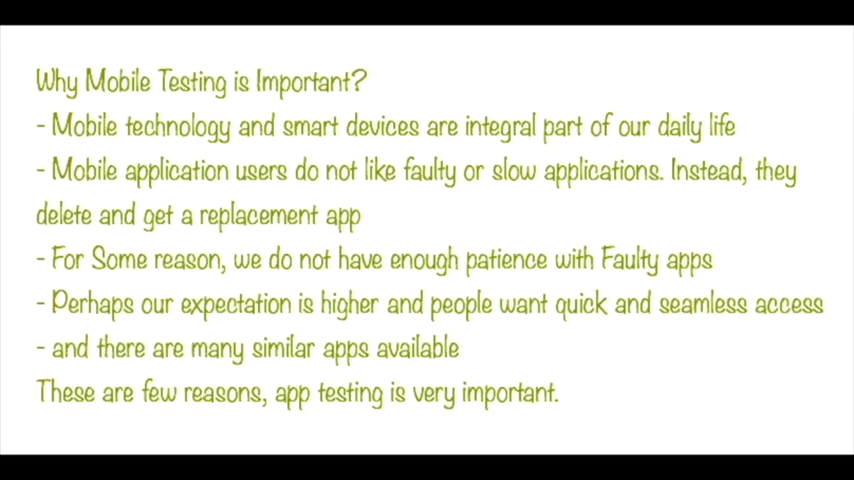 Why Mobile Testing is Important?
- Mobile technology and smart devices are integral part of our daily life
- Mobile application users do not like faulty or slow applications. Instead, they
delete and get a replacement app
- For Some reason, we do not have enough patience with Faulty apps
- Perhaps our expectation is higher and people want quick and seamless access
- and there are many similar apps available
These are few reasons, app testing is very important.